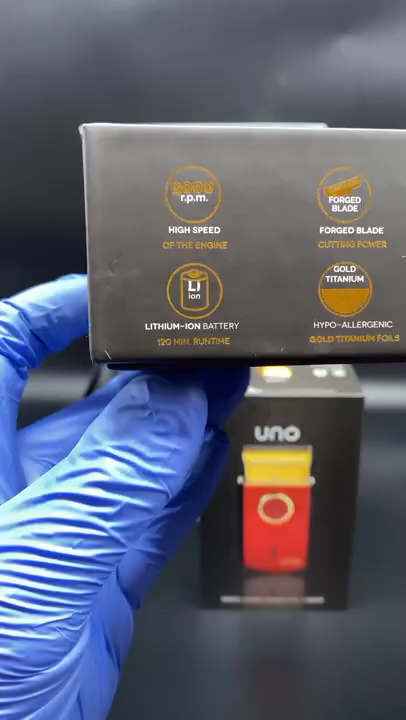 9000
r.p.m.
HIGH SPEED
OF THE ENGINE
FORGED
BLADE
FORGED BLADE
CUTTING POWER
Li
ion
LITHIUM-ION BATTERY
120 MIN. RUNTIME
GOLD
TITANIUM
HYPO-ALLERGENIC
GOLD TITANIUM FOILS
uno